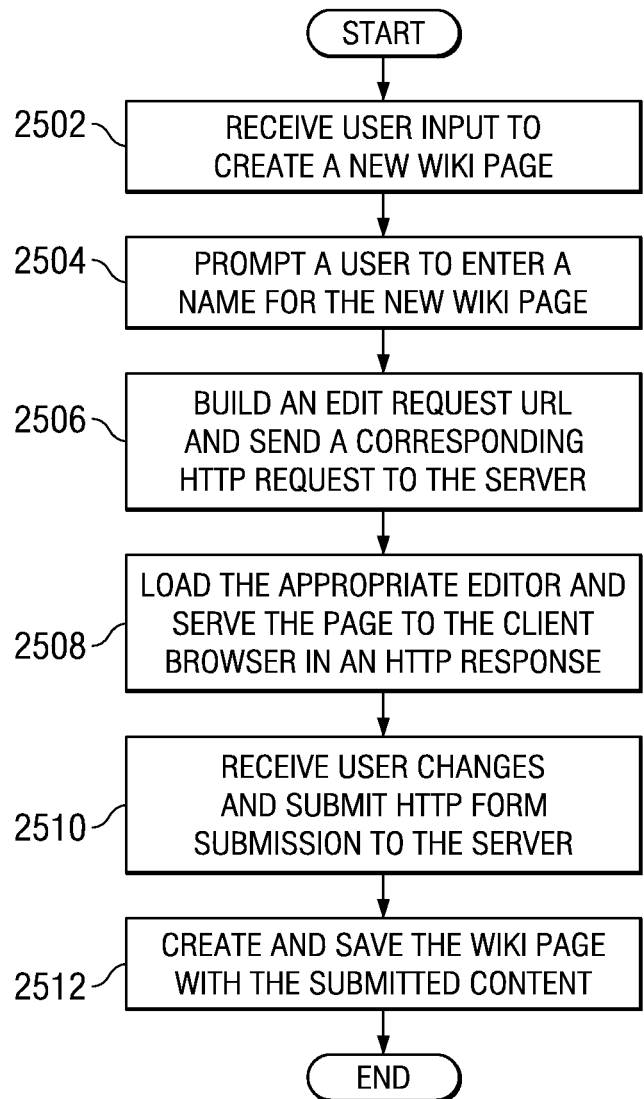 START
2502
RECEIVE USER INPUT TO
CREATE A NEW WIKI PAGE
2504
PROMPT A USER TO ENTER A
NAME FOR THE NEW WIKI PAGE
2506
BUILD AN EDIT REQUEST URL
AND SEND A CORRESPONDING
HTTP REQUEST TO THE SERVER
2508
LOAD THE APPROPRIATE EDITOR AND
SERVE THE PAGE TO THE CLIENT
BROWSER IN AN HTTP RESPONSE
2510
RECEIVE USER CHANGES
AND SUBMIT HTTP FORM
SUBMISSION TO THE SERVER
2512
CREATE AND SAVE THE WIKI PAGE
WITH THE SUBMITTED CONTENT
END